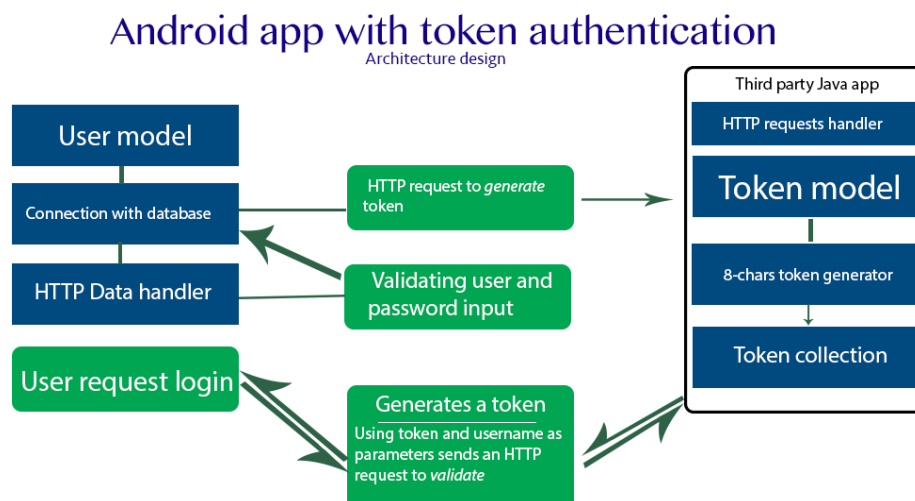 Android app with token authentication
Architecture design
Third party Java app
User model
HTTP requests handler
HTTP request to generate
token
Token model
Connection with database
8-chars token generator
HTTP Data handler
Validating user and
password input
Token collection
User request login
Generates a token
Using token and username as
parameters sends an HTTP
request to validate